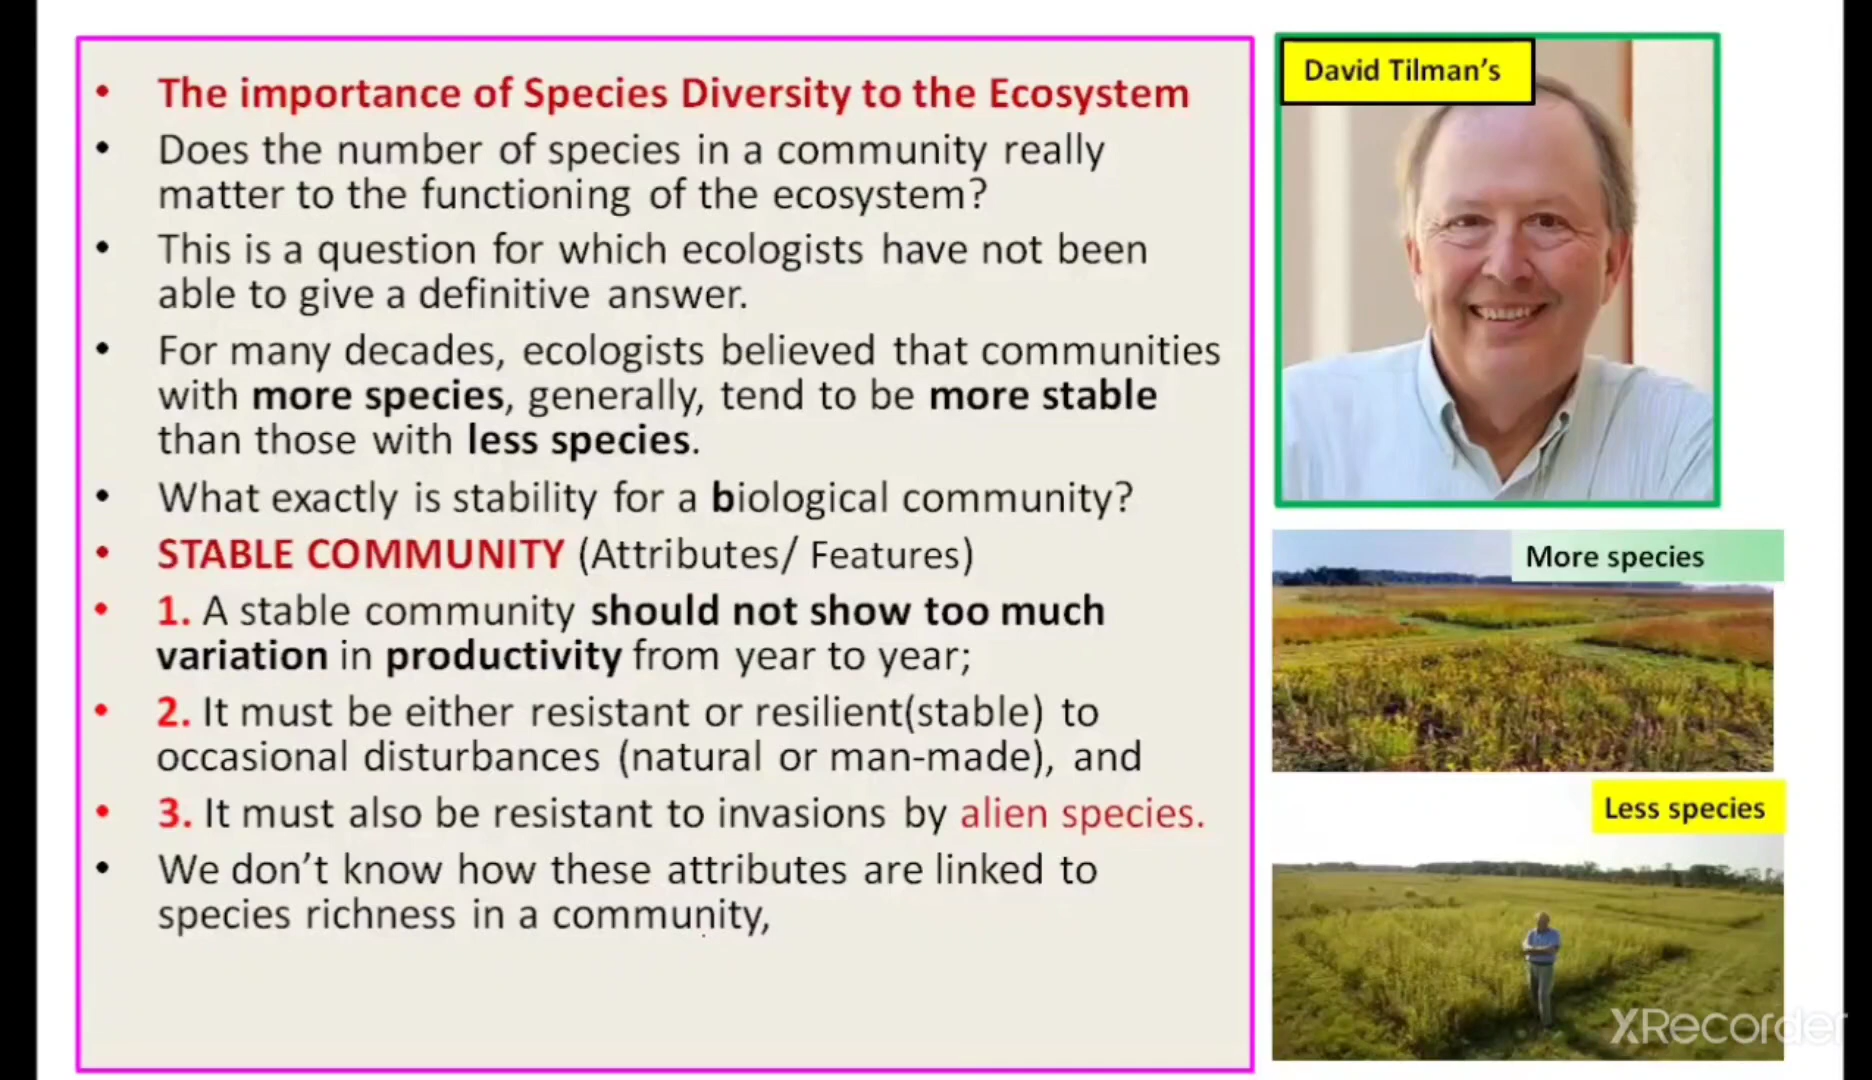 • The importance of Species Diversity to the Ecosystem
• Does the number of species in a community really
matter to the functioning of the ecosystem?
• This is a question for which ecologists have not been
able to give a definitive answer.
• For many decades, ecologists believed that communities
with more species, generally, tend to be more stable
than those with less species.
• What exactly is stability for a biological community?
• STABLE COMMUNITY (Attributes/ Features)
• 1. A stable community should not show too much
variation in productivity from year to year;
• 2. It must be either resistant or resilient(stable) to
occasional disturbances (natural or man-made), and
• 3. It must also be resistant to invasions by alien species.
• We don't know how these attributes are linked to
species richness in a community,
David Tilman's
More species
Less species
XRecorder